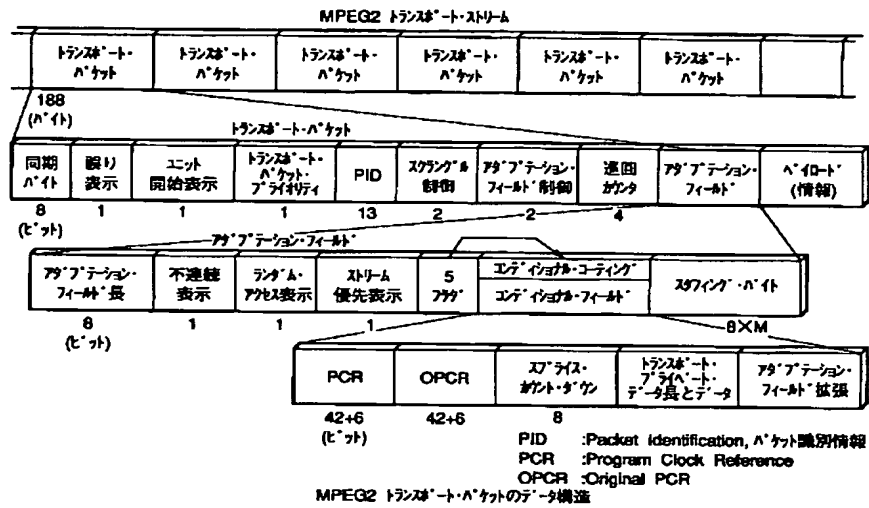 MPEG2 トランスポート・ストリーム
トランスポート・パケット
トランスポート・パケット
トランスポート・パケット
トランスポート・パケット
トランスポート・パケット
トランスポート・パケット
188
(バイト)
トランスポート・パケット
同期バイト
誤り表示
ユニット開始表示
トランスポート・パケット・プライオリティ
PID
スクランブル制御
アダプテーション・フィールド制御
巡回カウンタ
アダプテーション・フィールド
ペイロード(情報)
8 1 1 1 13 2 2 4
(ビット)
アダプテーション・フィールド
アダプテーション・フィールド長
不連続表示
ランダム・アクセス表示
ストリーム優先表示
5フラグ
コンディショナル・コーティング
コンディショナル・フィールド
スタフィング・バイト
8 1 1 1 8×M
(ビット)
PCR
OPCR
スプライス・カウント・ダウン
トランスポート・プライベート・データ長とデータ
アダプテーション・フィールド拡張
42+6 42+6 8
(ビット)
PID :Packet Identification, パケット識別情報
PCR :Program Clock Reference
OPCR :Original PCR
MPEG2 トランスポート・パケットのデータ構造